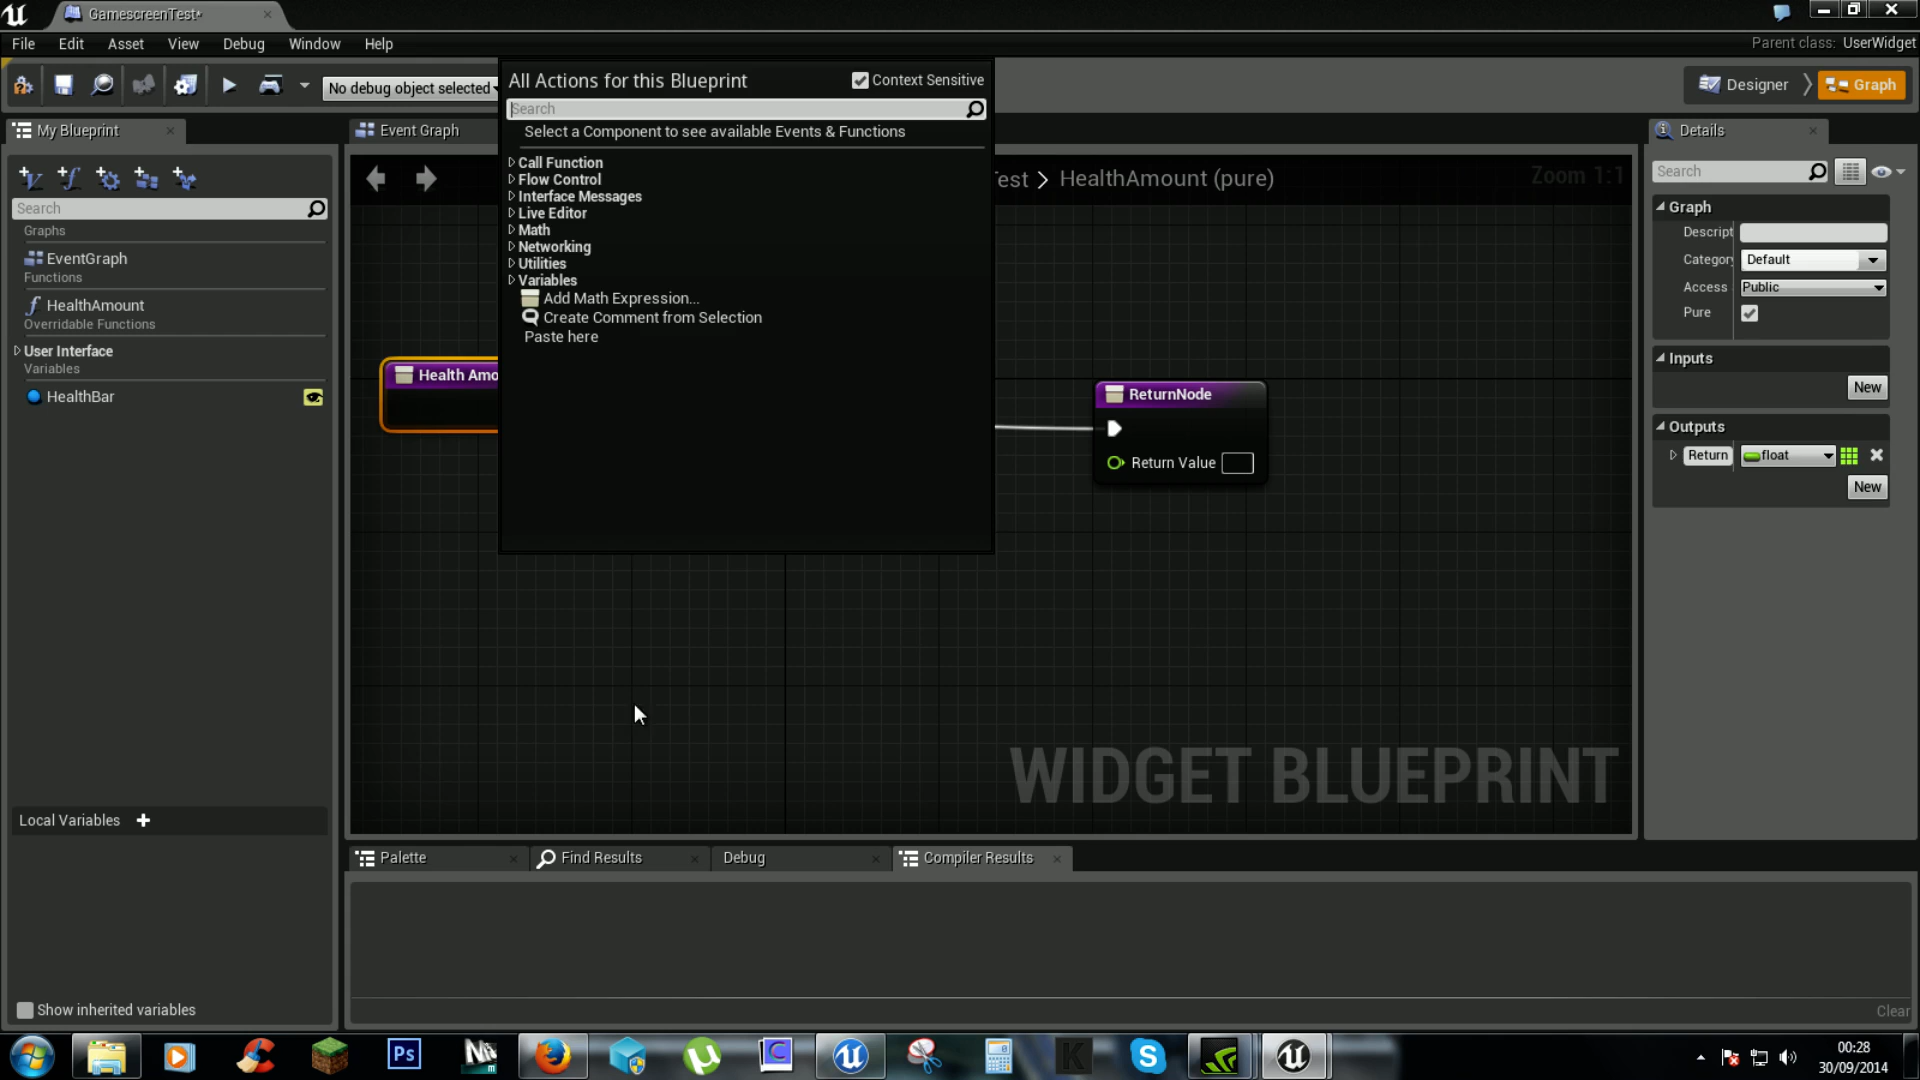 GamescreenTest*
File Edit Asset View Debug Window Help
Parent class: UserWidget
No debug object selected
Designer
Graph
All Actions for this Blueprint
Context Sensitive
Search
Select a Component to see available Events & Functions
Call Function
Flow Control
Interface Messages
Live Editor
Math
Networking
Utilities
Variables
Add Math Expression...
Create Comment from Selection
Paste here
My Blueprint
Search
Graphs
EventGraph
Functions
HealthAmount
Overridable Functions
User Interface
Variables
HealthBar
Local Variables
Show inherited variables
Event Graph
Test > HealthAmount (pure)
Zoom 1:1
Health Amo
ReturnNode
Return Value
WIDGET BLUEPRINT
Details
Search
Graph
Descript
Category
Default
Access
Public
Pure
Inputs
New
Outputs
Return
float
New
Palette
Find Results
Debug
Compiler Results
Clear
Ps
00:28
30/09/2014